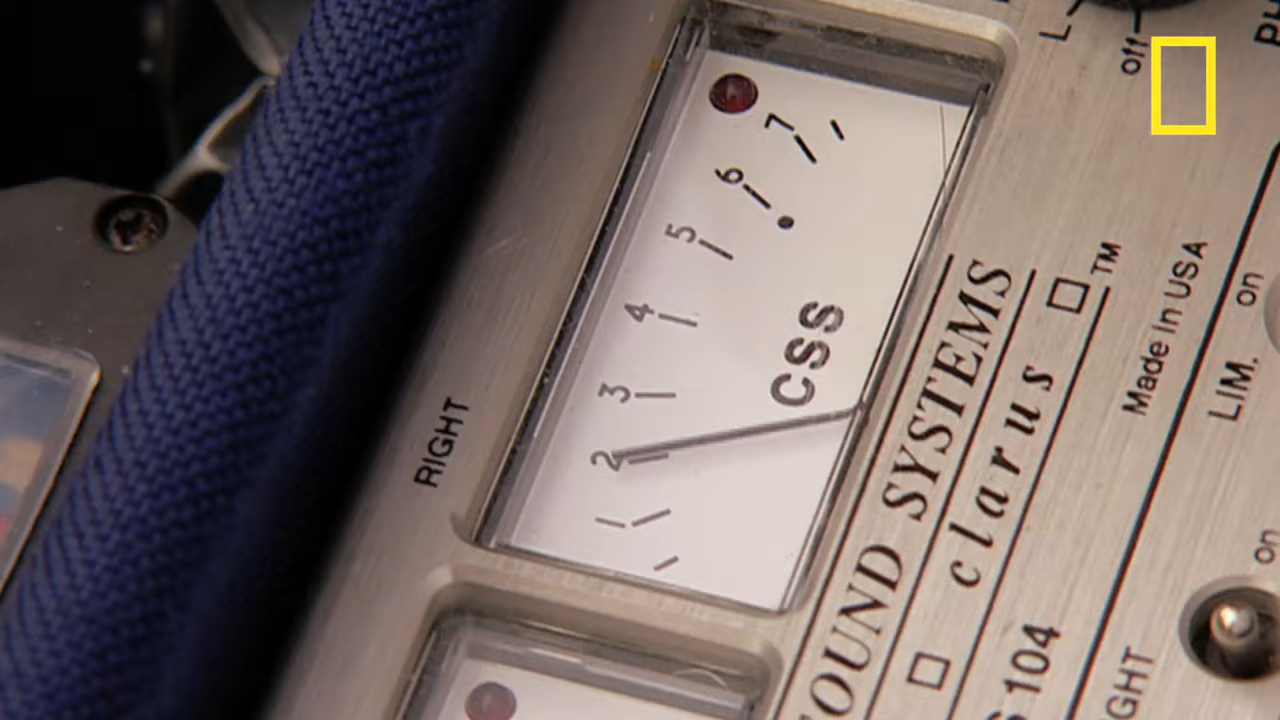 L
off
7
6
5
4
3
2
1
CSS
RIGHT
OUND SYSTEMS
clarus
TM
Made in USA
LIM.
on
on
104
GHT